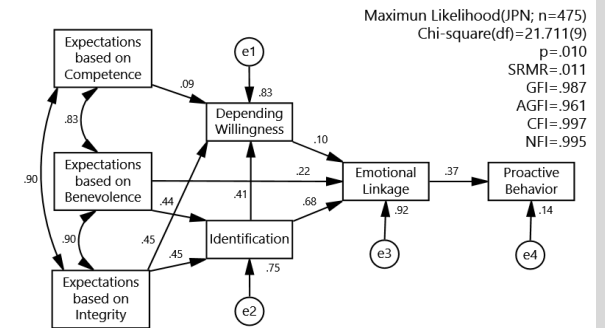 Maximun Likelihood(JPN; n=475)
Chi-square(df)=21.711(9)
p=.010
SRMR=.011
GFI=.987
AGFI=.961
CFI=.997
NFI=.995
Expectations
based on
Competence
e1
.09
.83
Depending
Willingness
.83
.10
Expectations
based on
Benevolence
.22
Emotional
Linkage
.37
Proactive
Behavior
.90
.44
.41
.68
.92
.14
.90
.45
.45
Identification
.75
e3
e4
Expectations
based on
Integrity
e2